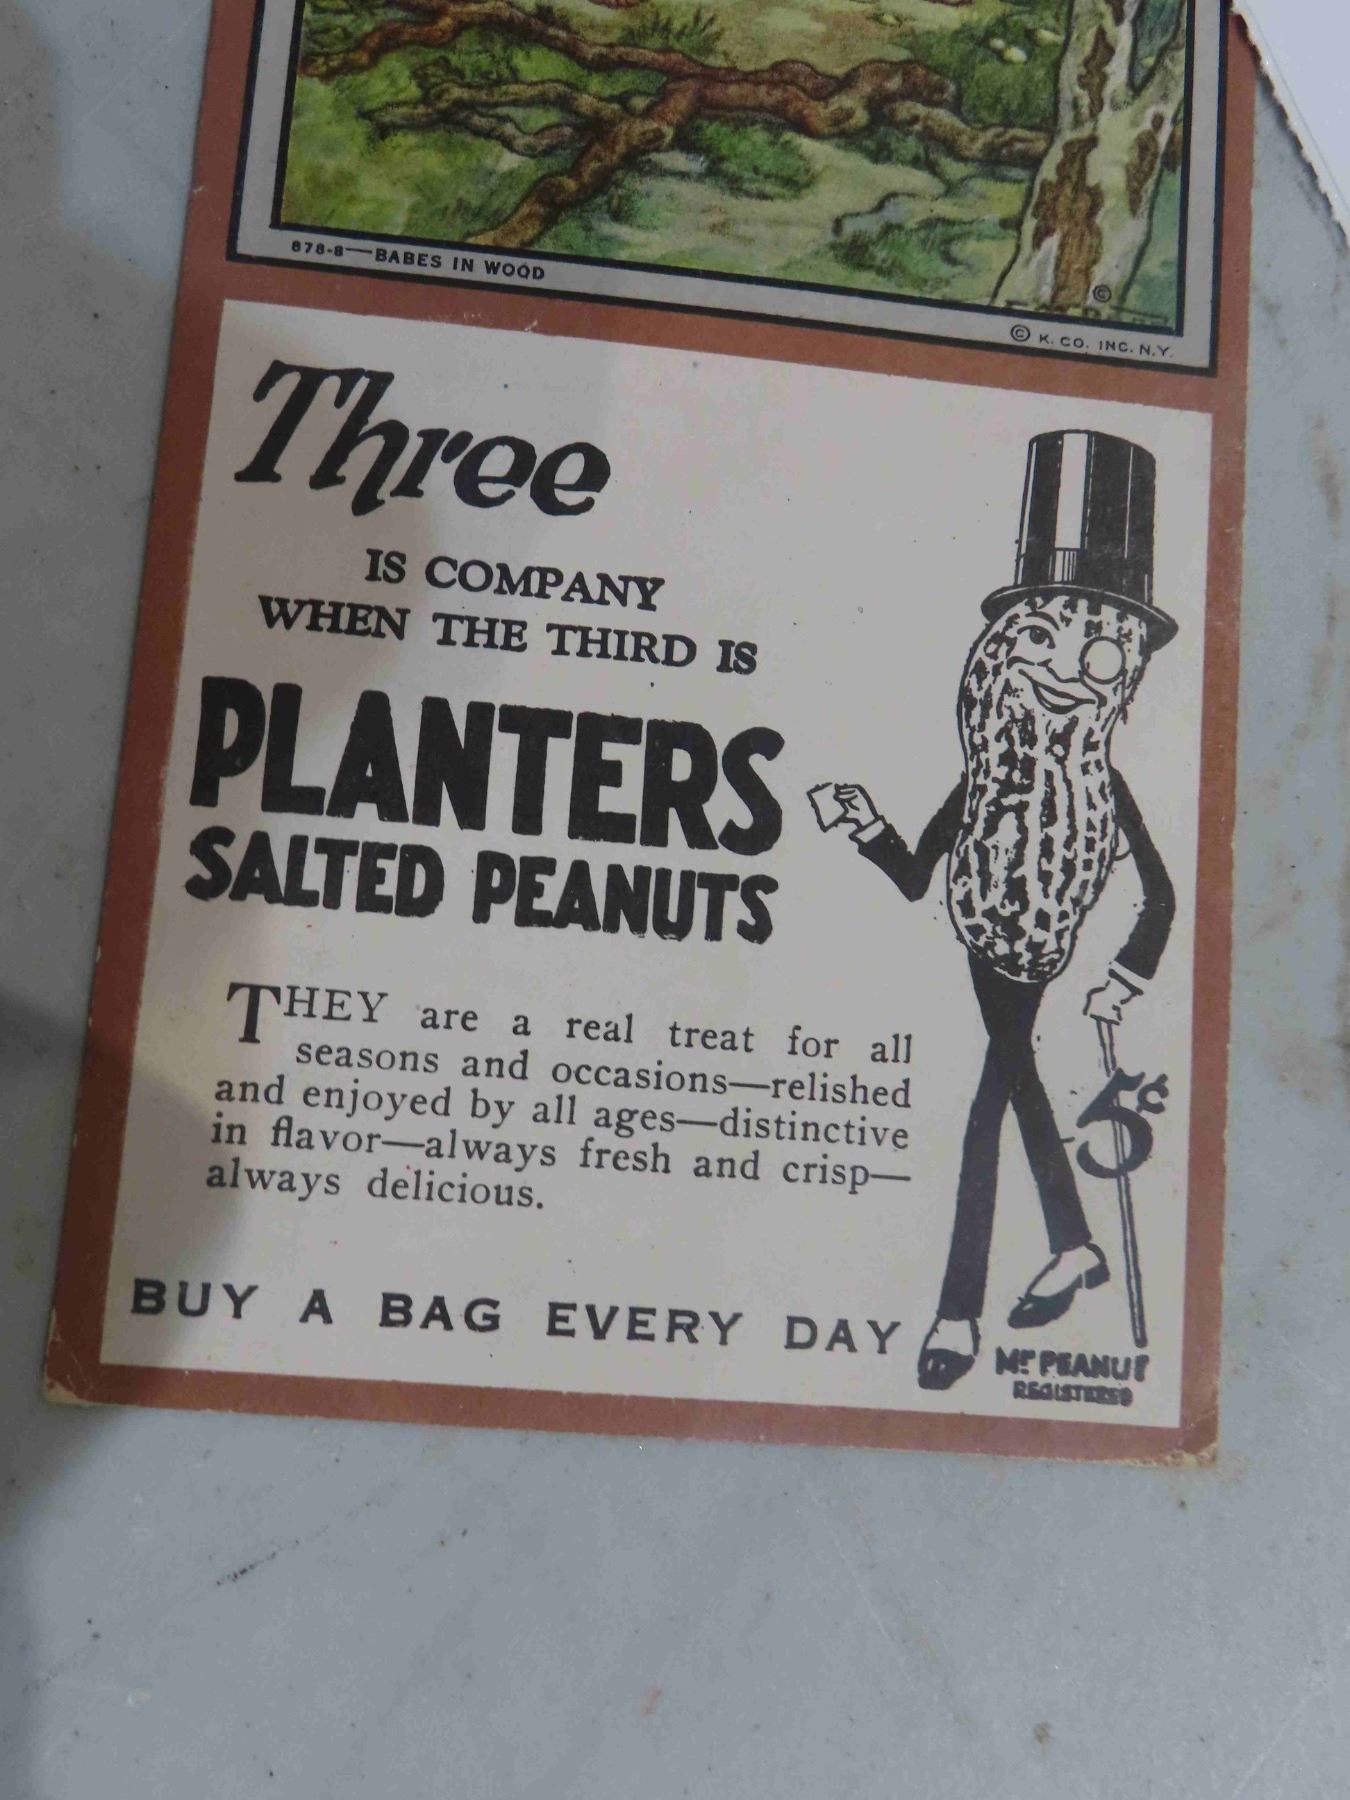 878-8—BABES IN WOOD
©
© K. CO. INC. N.Y.
Three
IS COMPANY
WHEN THE THIRD IS
PLANTERS
SALTED PEANUTS
THEY are a real treat for all
seasons and occasions—relished
and enjoyed by all ages—distinctive
in flavor—always fresh and crisp—
always delicious.
5¢
BUY A BAG EVERY DAY
Mr PEANUT
REGISTERED